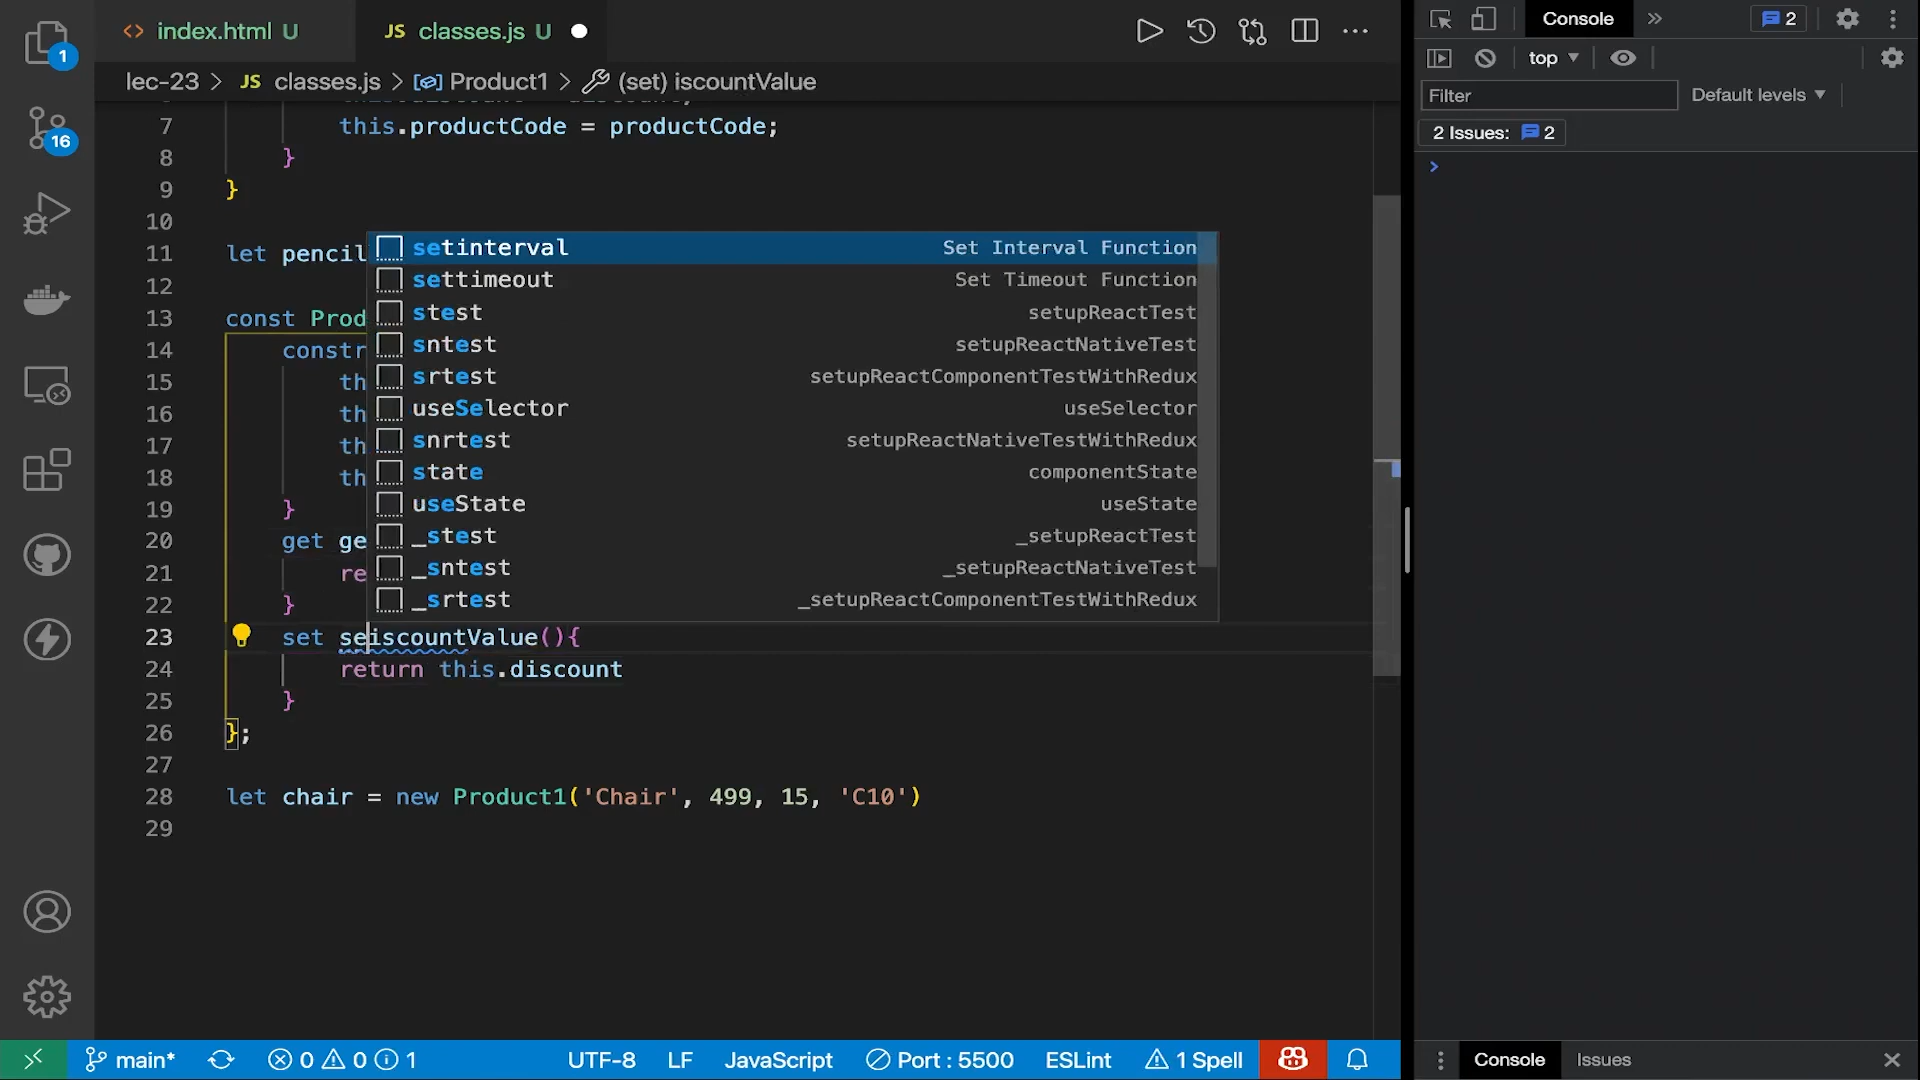 index.html U
JS classes.js U
lec-23 > JS classes.js > Product1 > (set) iscountValue
7 this.productCode = productCode;
8 }
9 }
10
11 let pencil
12
13 const Prod
14 constr
15 th
16 th
17 th
18 th
19 }
20 get ge
21 re
22 }
23 set seiscountValue(){
24 return this.discount
25 }
26 };
27
28 let chair = new Product1('Chair', 499, 15, 'C10')
29
setinterval Set Interval Function
settimeout Set Timeout Function
stest setupReactTest
sntest setupReactNativeTest
srtest setupReactComponentTestWithRedux
useSelector useSelector
snrtest setupReactNativeTestWithRedux
state componentState
useState useState
_stest _setupReactTest
_sntest _setupReactNativeTest
_srtest _setupReactComponentTestWithRedux
1
16
main* 0 0 1 UTF-8 LF JavaScript Port : 5500 ESLint 1 Spell
Console 2
top
Filter Default levels
2 Issues: 2
Console Issues